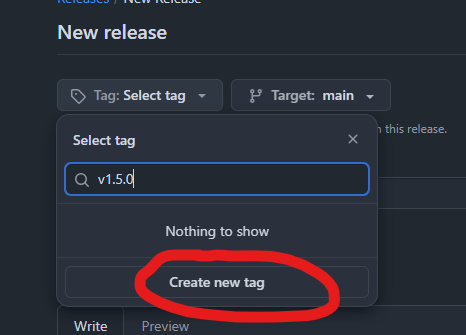 Releases / New Release
New release
Tag: Select tag
Target: main
Select tag
n this release.
v1.5.0
Nothing to show
Create new tag
Write
Preview